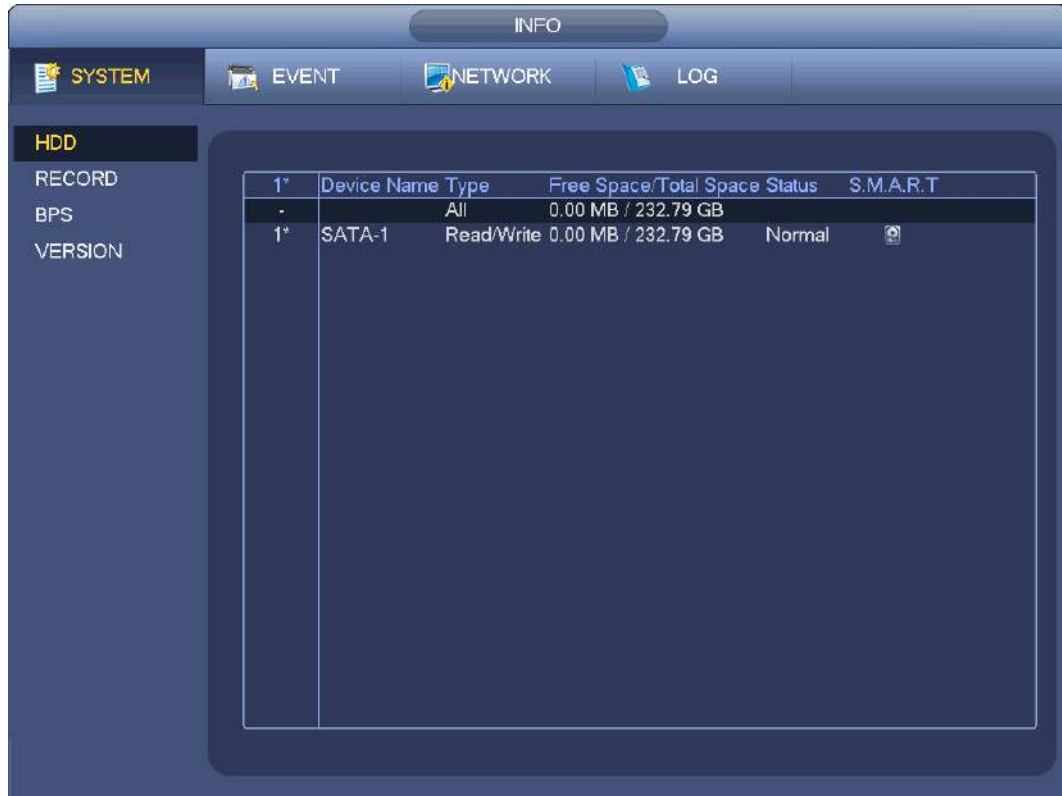 INFO
SYSTEM EVENT NETWORK LOG
HDD
RECORD
BPS
VERSION
1* Device Name Type Free Space/Total Space Status S.M.A.R.T
- All 0.00 MB / 232.79 GB
1* SATA-1 Read/Write 0.00 MB / 232.79 GB Normal